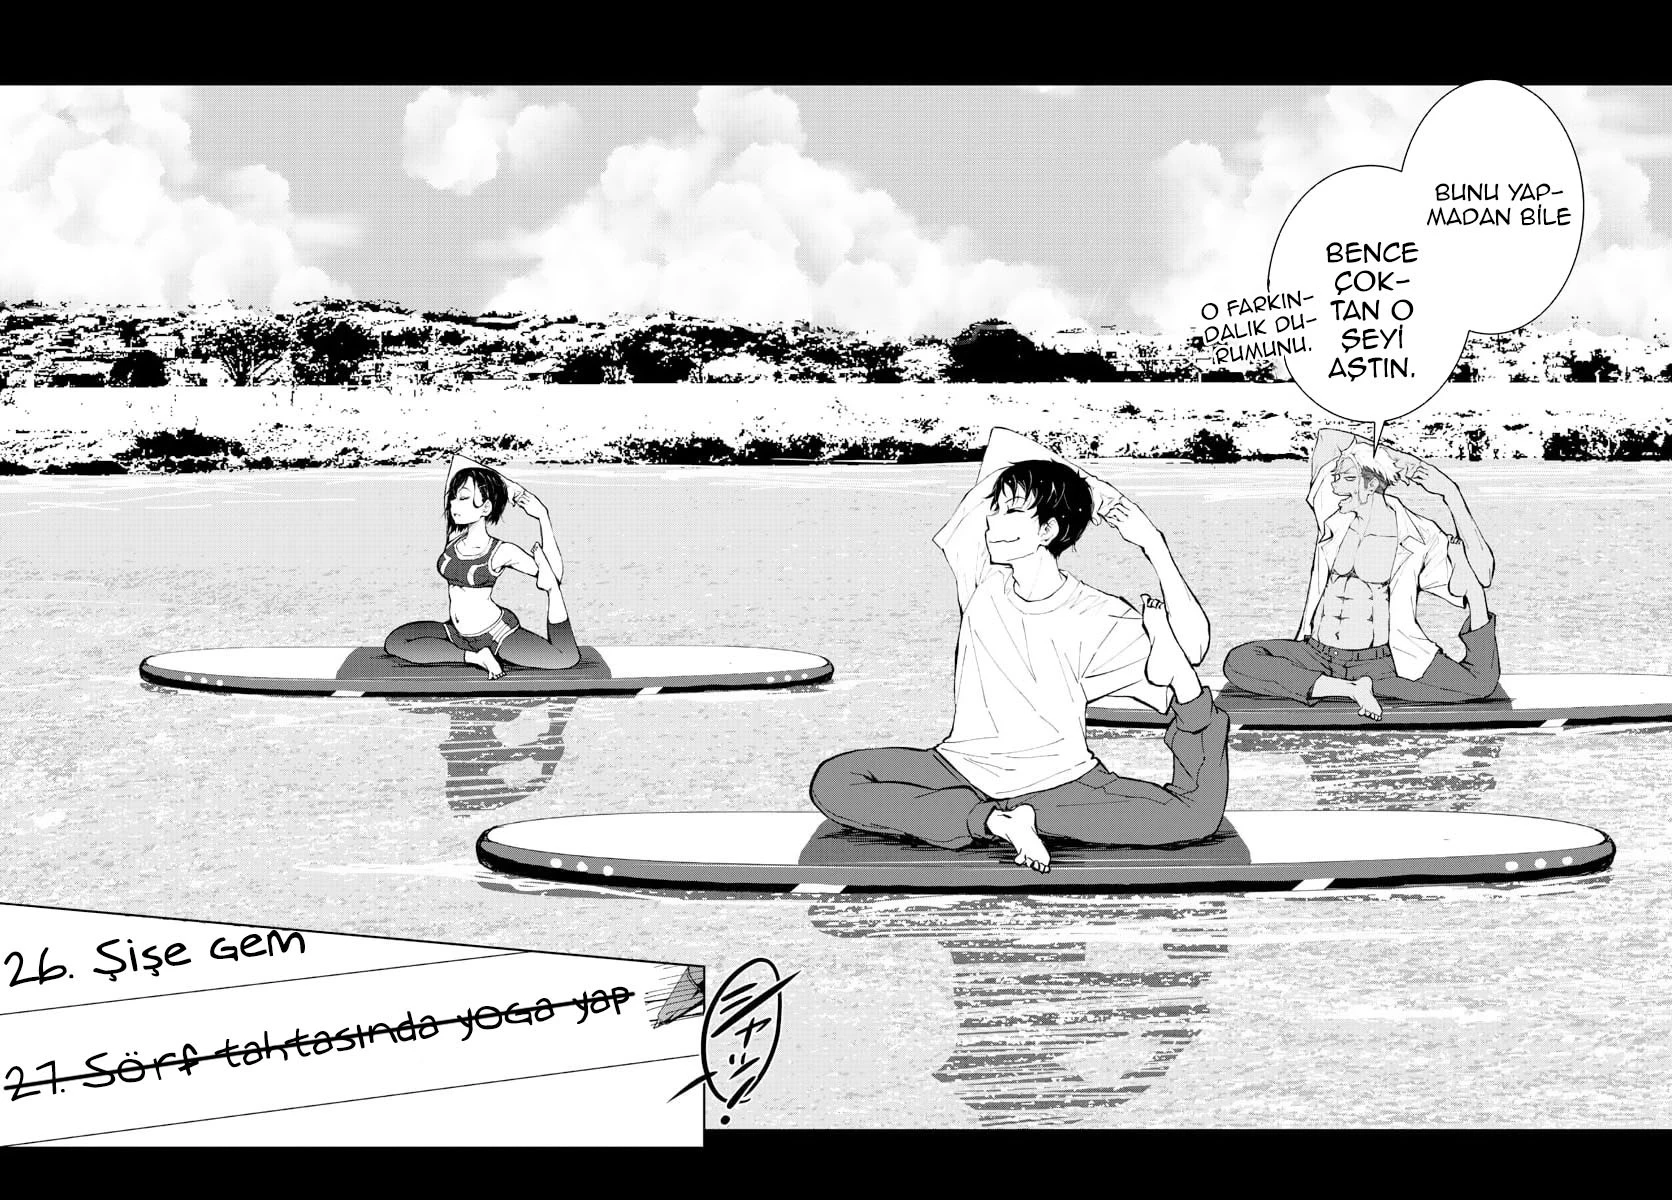 BUNU YAP-
MADAN BİLE
BENCE
ÇOK-
TAN O
ŞEYİ
AŞTIN.
O FARKIN-
DALIK DU-
RUMUNU.
26. Şişe Gem
27. Sörf tahtasında yoga yap
シャッ